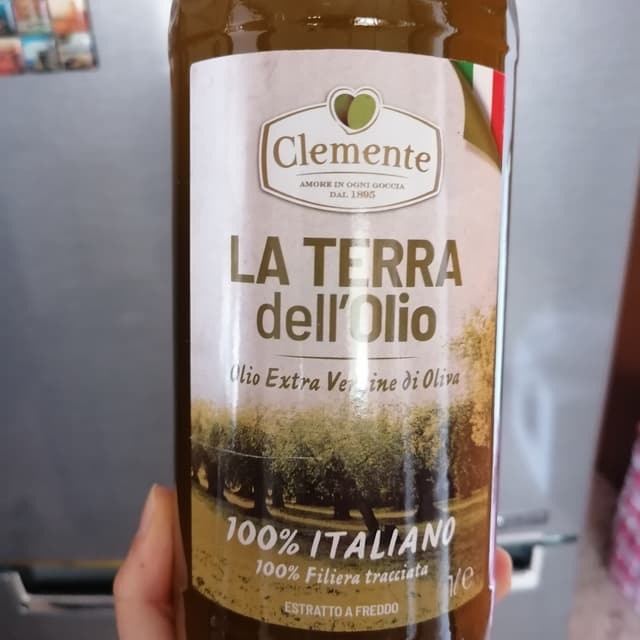 Clemente
AMORE IN OGNI GOCCIA
DAL 1895
LA TERRA
dell'Olio
Olio Extra Vergine di Oliva
100% ITALIANO
100% Filiera tracciata
1l e
ESTRATTO A FREDDO